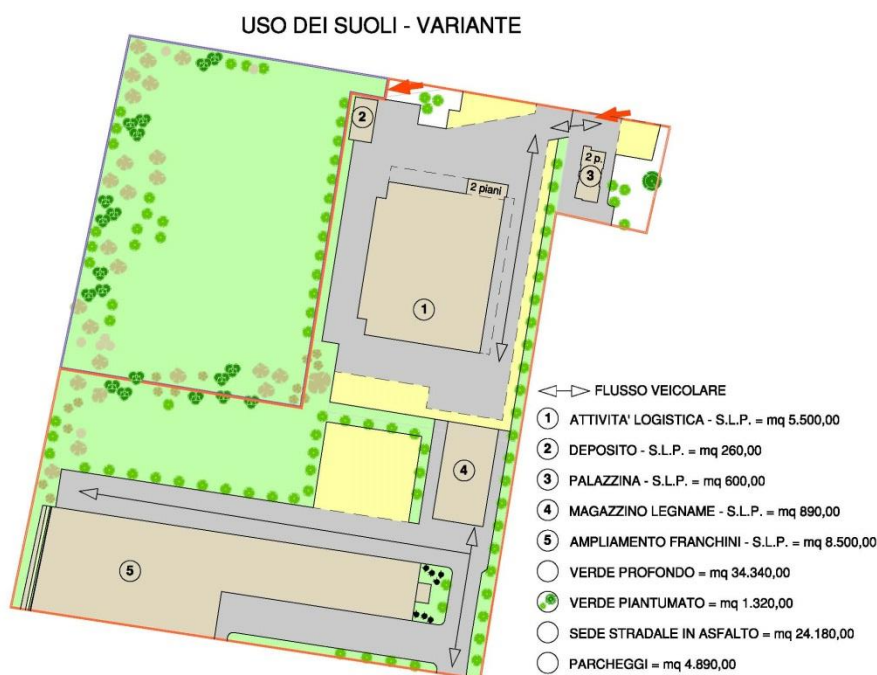 USO DEI SUOLI - VARIANTE
2
2 p.
3
2 piani
1
4
5
FLUSSO VEICOLARE
1 ATTIVITA' LOGISTICA - S.L.P. = mq 5.500,00
2 DEPOSITO - S.L.P. = mq 260,00
3 PALAZZINA - S.L.P. = mq 600,00
4 MAGAZZINO LEGNAME - S.L.P. = mq 890,00
5 AMPLIAMENTO FRANCHINI - S.L.P. = mq 8.500,00
VERDE PROFONDO = mq 34.340,00
VERDE PIANTUMATO = mq 1.320,00
SEDE STRADALE IN ASFALTO = mq 24.180,00
PARCHEGGI = mq 4.890,00